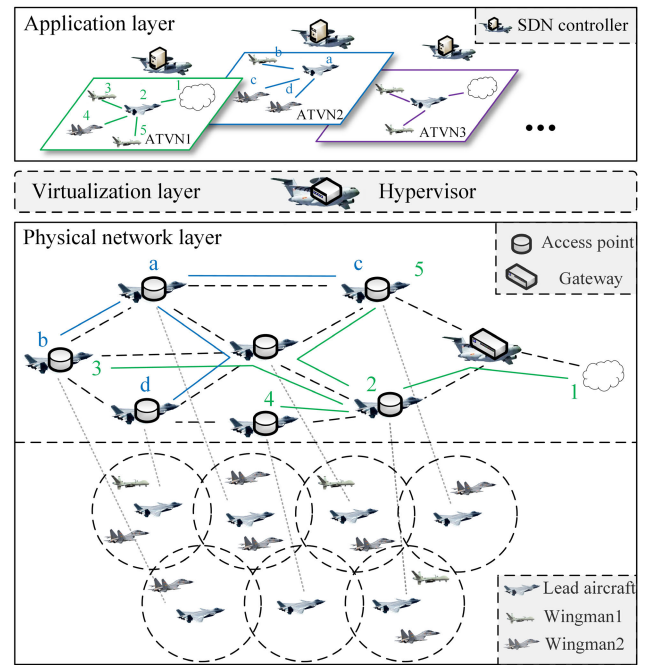 Application layer
SDN controller
b
a
c
d
ATVN2
3
2
1
4
5
ATVN1
ATVN3
...
Virtualization layer
Hypervisor
Physical network layer
Access point
Gateway
a
c
5
b
3
d
4
2
1
Lead aircraft
Wingman1
Wingman2